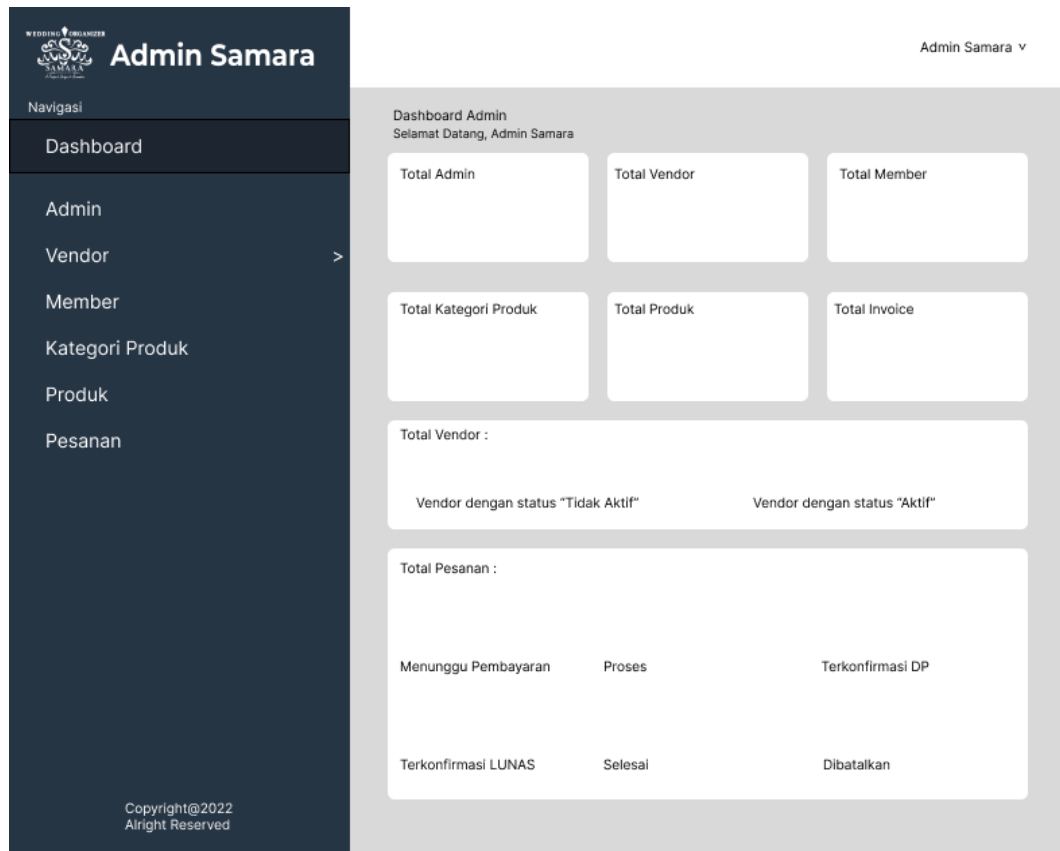 WEDDING ORGANIZER
SAMARA
Admin Samara
Admin Samara v
Navigasi
Dashboard
Admin
Vendor >
Member
Kategori Produk
Produk
Pesanan
Copyright@2022
Alright Reserved
Dashboard Admin
Selamat Datang, Admin Samara
Total Admin
Total Vendor
Total Member
Total Kategori Produk
Total Produk
Total Invoice
Total Vendor :
Vendor dengan status “Tidak Aktif”
Vendor dengan status “Aktif”
Total Pesanan :
Menunggu Pembayaran
Proses
Terkonfirmasi DP
Terkonfirmasi LUNAS
Selesai
Dibatalkan